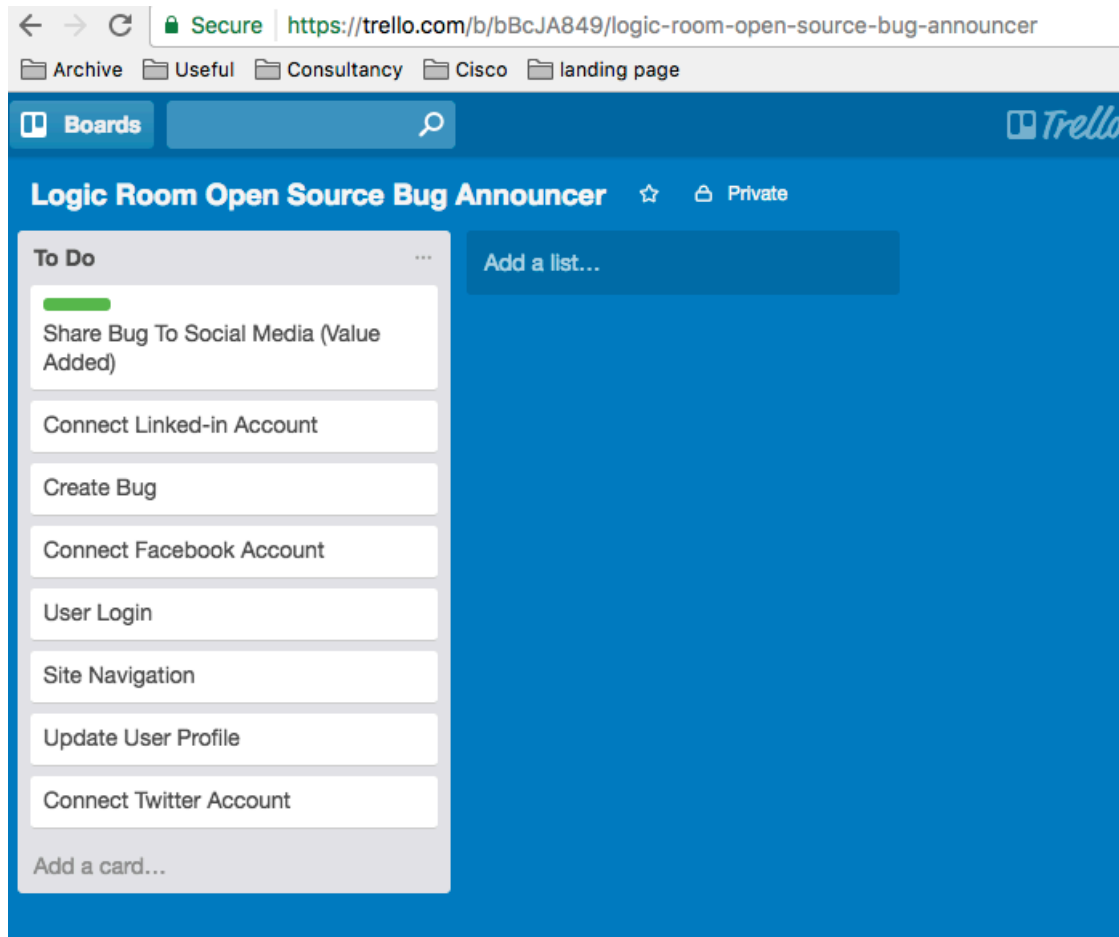 Secure https://trello.com/b/bBcJA849/logic-room-open-source-bug-announcer
Archive Useful Consultancy Cisco landing page
Boards Trello
Logic Room Open Source Bug Announcer Private
To Do ...
Add a list...
Share Bug To Social Media (Value
Added)
Connect Linked-in Account
Create Bug
Connect Facebook Account
User Login
Site Navigation
Update User Profile
Connect Twitter Account
Add a card...